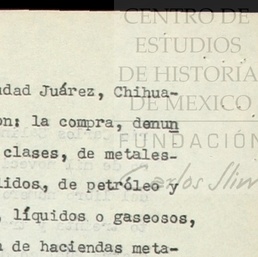 CENTRO DE
ESTUDIOS
DE HISTORIA
DE MEXICO
FUNDACIÓN
Carlos Slim
udad Juárez, Chihua-
on: la compra, denun
clases, de metales-
lidos, de petróleo y
, líquidos o gaseosos,
a de haciendas meta-